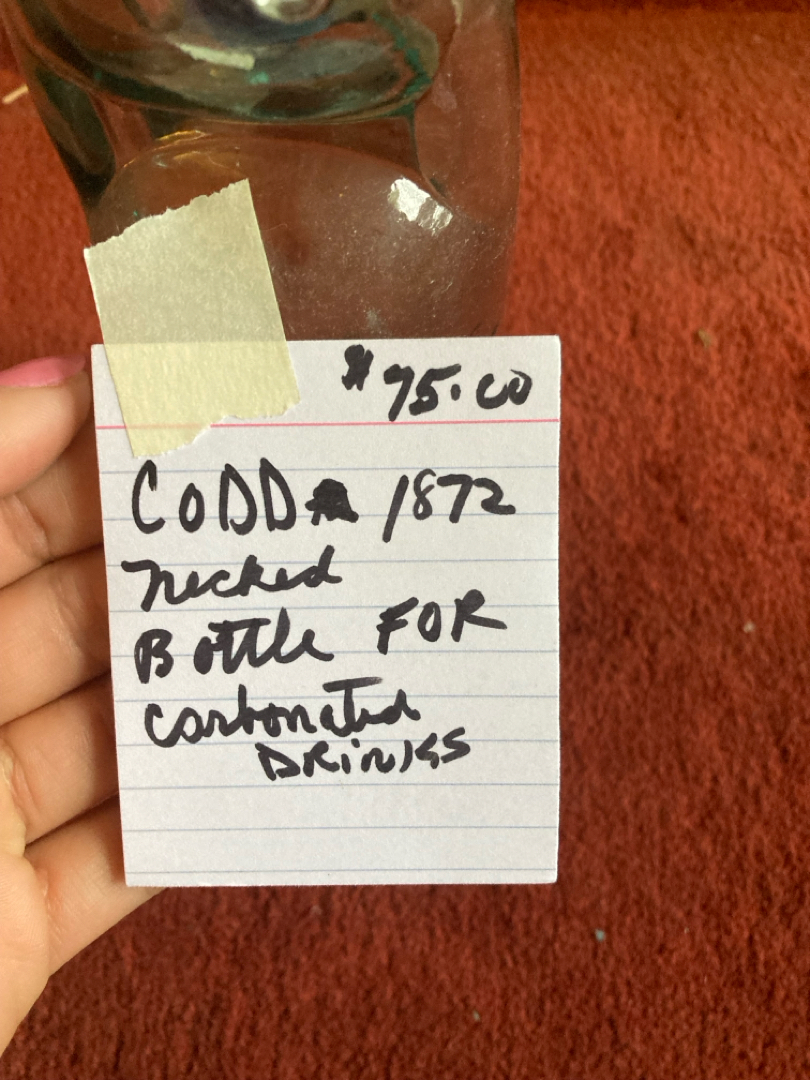 $75.00
CODD 1872
necked
Bottle FOR
carbonated
DRINKS